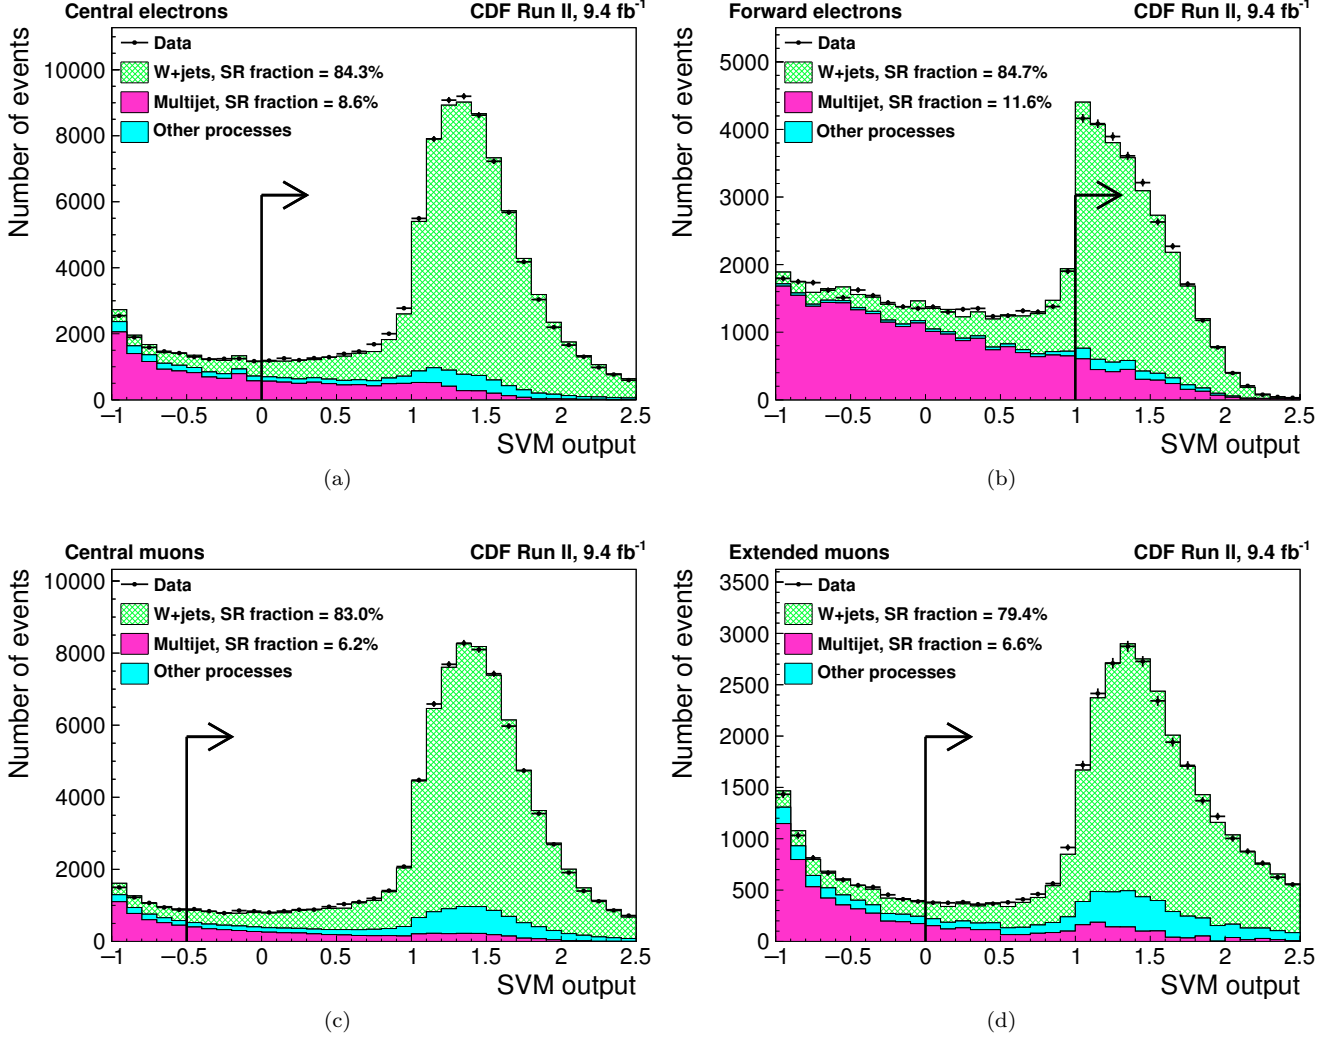 Central electrons CDF Run II, 9.4 fb-1
Number of events
10000
8000
6000
4000
2000
0
Data
W+jets, SR fraction = 84.3%
Multijet, SR fraction = 8.6%
Other processes
−1 −0.5 0 0.5 1 1.5 2 2.5
SVM output
(a)
Forward electrons CDF Run II, 9.4 fb-1
Number of events
5000
4000
3000
2000
1000
0
Data
W+jets, SR fraction = 84.7%
Multijet, SR fraction = 11.6%
Other processes
−1 −0.5 0 0.5 1 1.5 2 2.5
SVM output
(b)
Central muons CDF Run II, 9.4 fb-1
Number of events
10000
8000
6000
4000
2000
0
Data
W+jets, SR fraction = 83.0%
Multijet, SR fraction = 6.2%
Other processes
−1 −0.5 0 0.5 1 1.5 2 2.5
SVM output
(c)
Extended muons CDF Run II, 9.4 fb-1
Number of events
3500
3000
2500
2000
1500
1000
500
0
Data
W+jets, SR fraction = 79.4%
Multijet, SR fraction = 6.6%
Other processes
−1 −0.5 0 0.5 1 1.5 2 2.5
SVM output
(d)